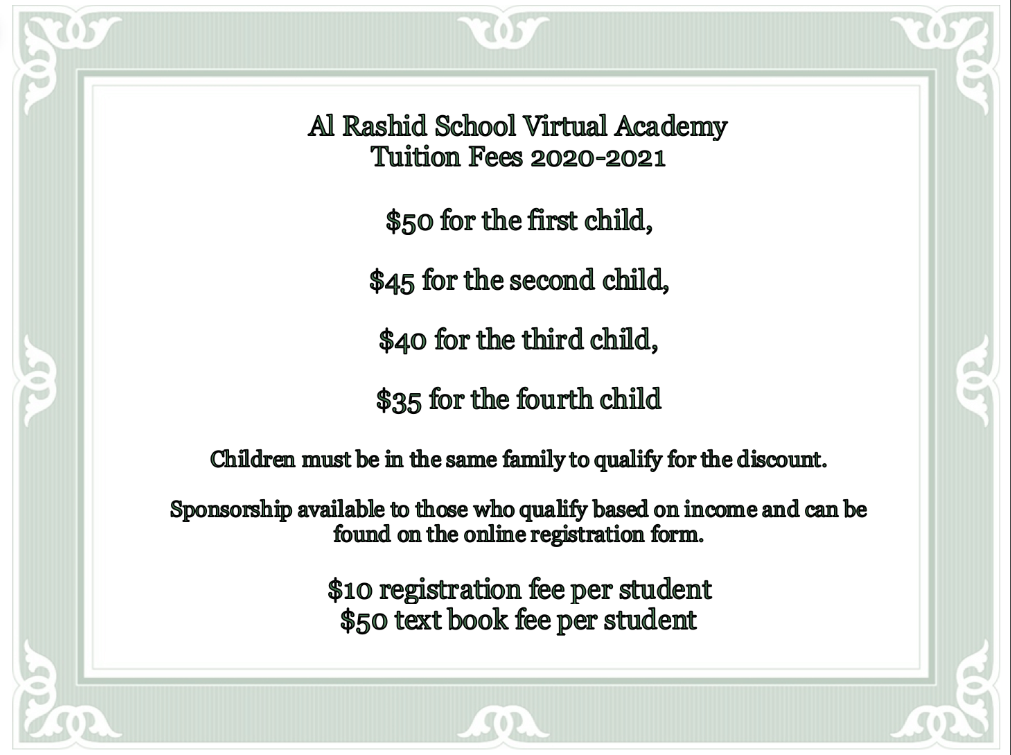 Al Rashid School Virtual Academy
Tuition Fees 2020-2021
$50 for the first child,
$45 for the second child,
$40 for the third child,
$35 for the fourth child
Children must be in the same family to qualify for the discount.
Sponsorship available to those who qualify based on income and can be
found on the online registration form.
$10 registration fee per student
$50 text book fee per student